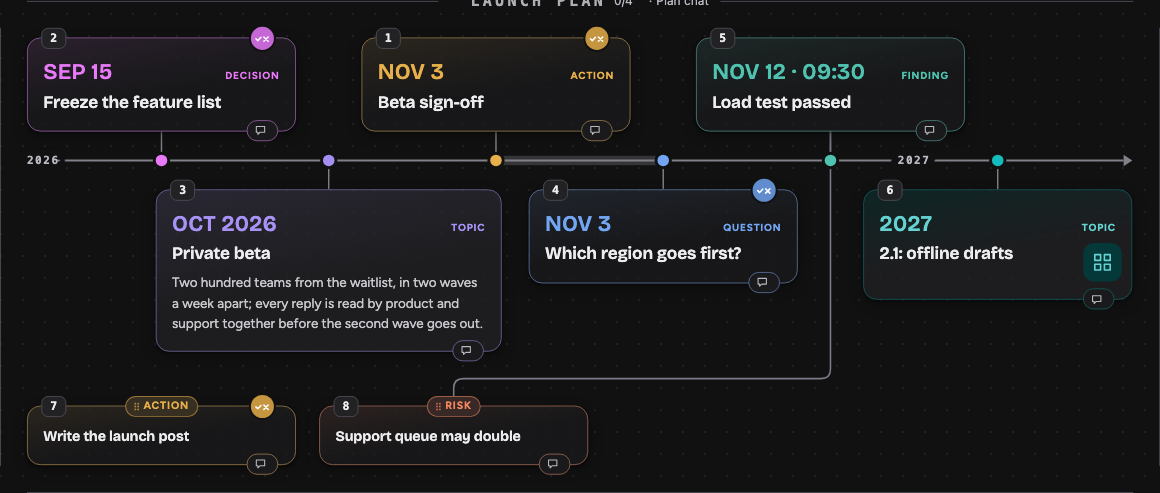 LAUNCH PLAN 0/4 · Plan chat
2
SEP 15
DECISION
Freeze the feature list
1
NOV 3
ACTION
Beta sign-off
5
NOV 12 · 09:30
FINDING
Load test passed
2026
2027
3
OCT 2026
TOPIC
Private beta
Two hundred teams from the waitlist, in two waves
a week apart; every reply is read by product and
support together before the second wave goes out.
4
NOV 3
QUESTION
Which region goes first?
6
2027
TOPIC
2.1: offline drafts
7
ACTION
Write the launch post
8
RISK
Support queue may double